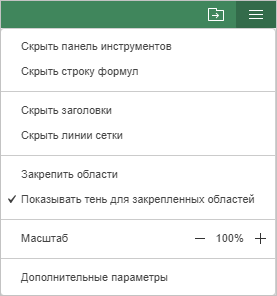 Скрыть панель инструментов
Скрыть строку формул
Скрыть заголовки
Скрыть линии сетки
Закрепить области
Показывать тень для закрепленных областей
Масштаб — 100% +
Дополнительные параметры